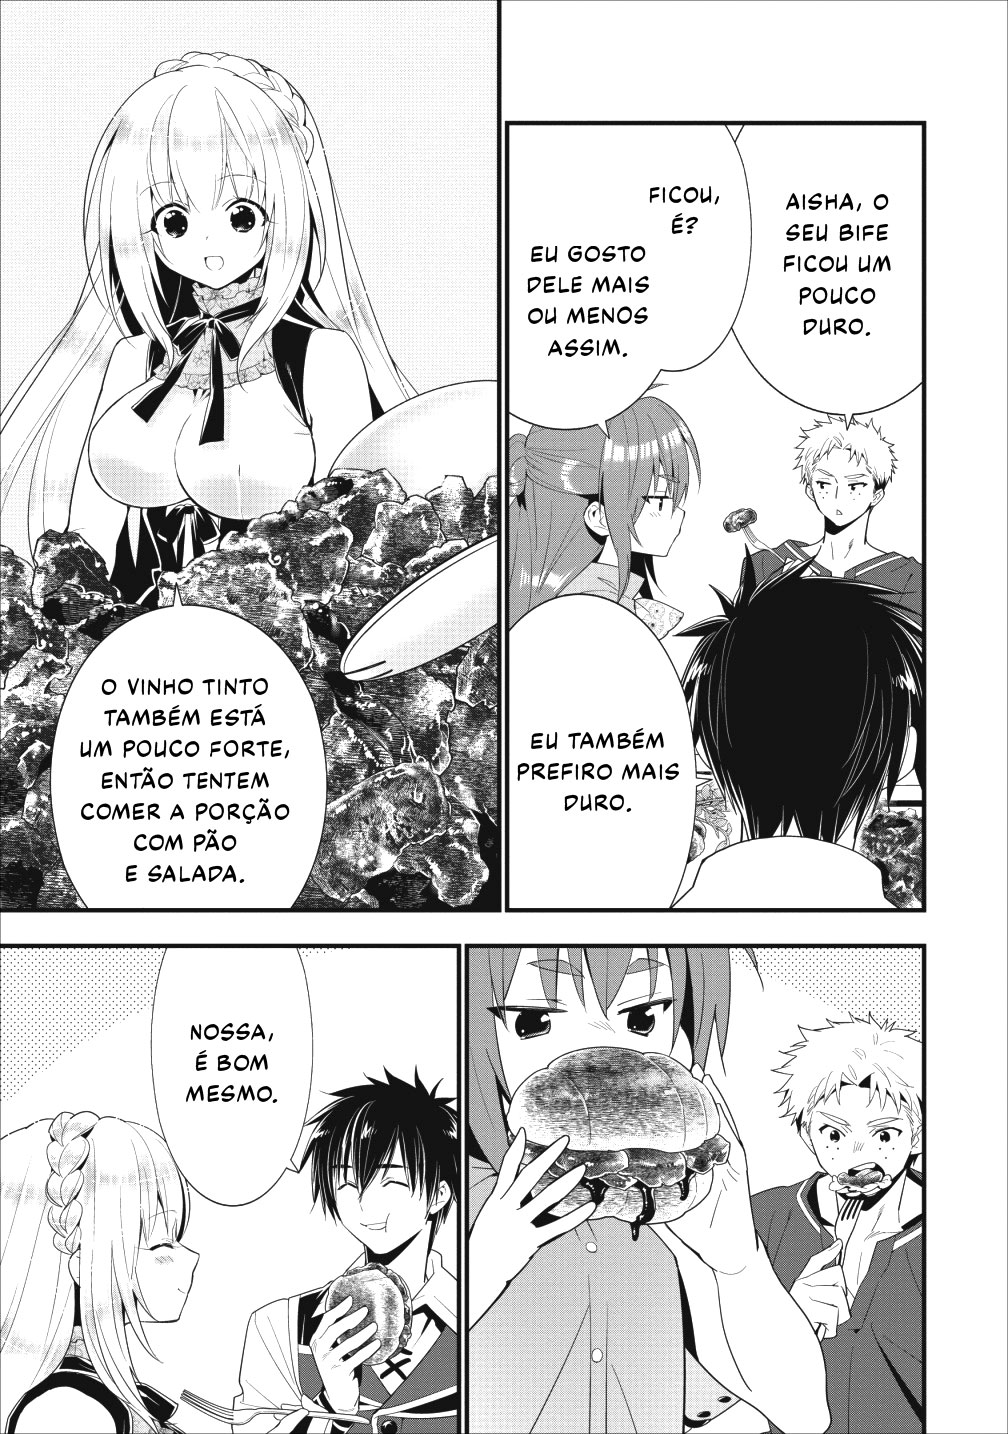 AISHA, O
SEU BIFE
FICOU UM
POUCO
DURO.
FICOU,
É?
EU GOSTO
DELE MAIS
OU MENOS
ASSIM.
EU TAMBÉM
PREFIRO MAIS
DURO.
O VINHO TINTO
TAMBÉM ESTÁ
UM POUCO FORTE,
ENTÃO TENTEM
COMER A PORÇÃO
COM PÃO
E SALADA.
NOSSA,
É BOM
MESMO.